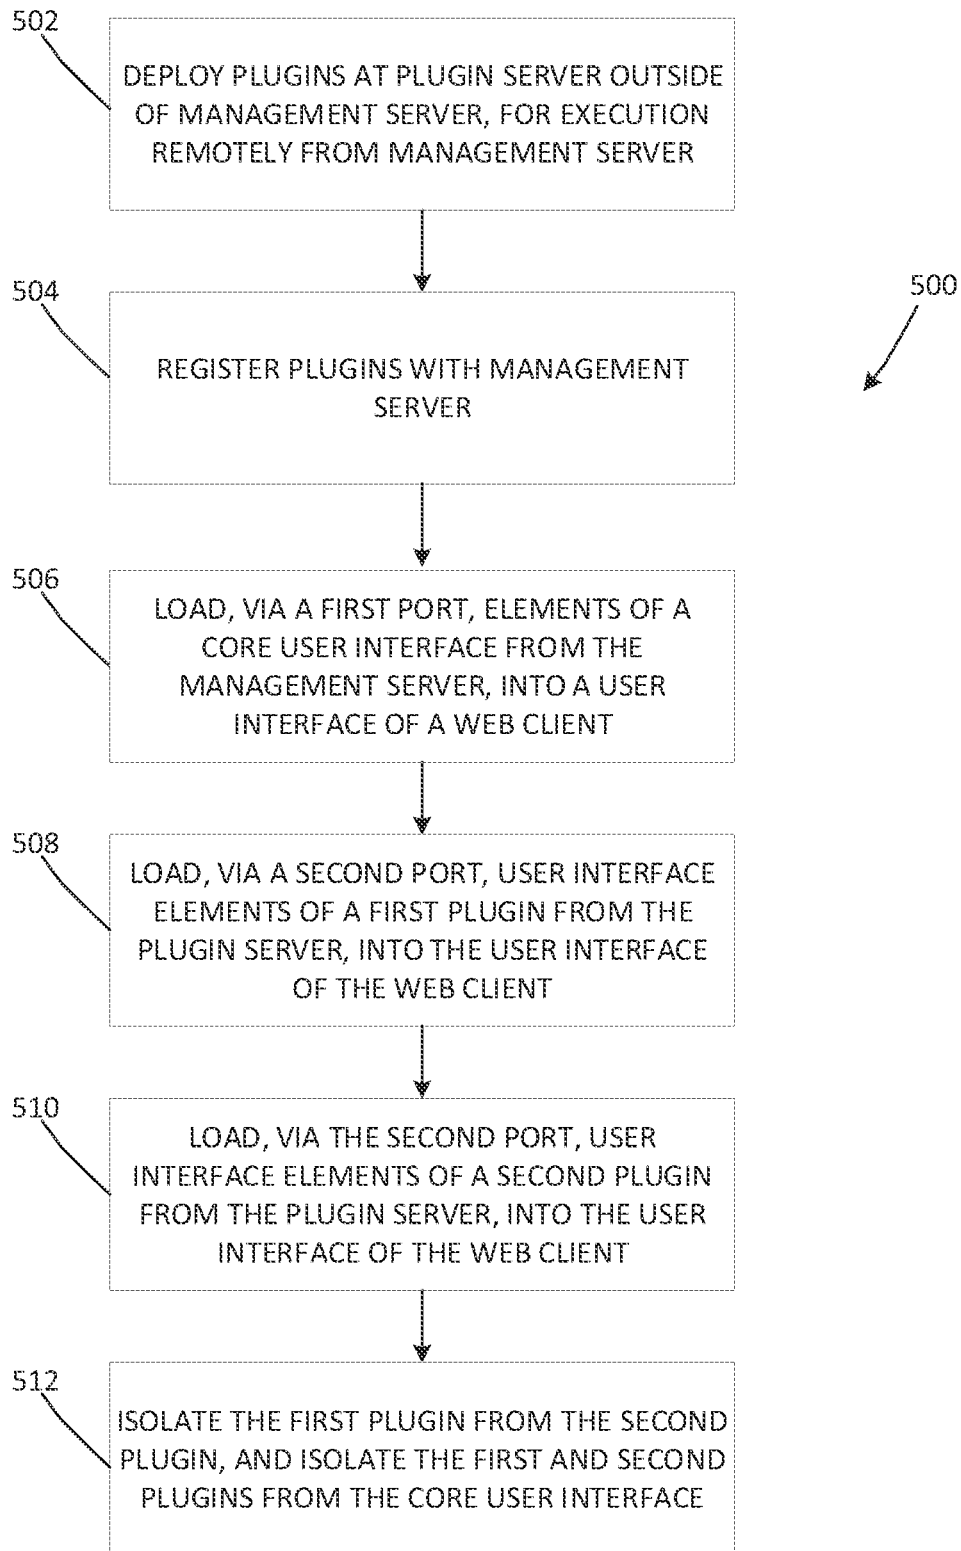 502
DEPLOY PLUGINS AT PLUGIN SERVER OUTSIDE
OF MANAGEMENT SERVER, FOR EXECUTION
REMOTELY FROM MANAGEMENT SERVER
504
500
REGISTER PLUGINS WITH MANAGEMENT
SERVER
506
LOAD, VIA A FIRST PORT, ELEMENTS OF A
CORE USER INTERFACE FROM THE
MANAGEMENT SERVER, INTO A USER
INTERFACE OF A WEB CLIENT
508
LOAD, VIA A SECOND PORT, USER INTERFACE
ELEMENTS OF A FIRST PLUGIN FROM THE
PLUGIN SERVER, INTO THE USER INTERFACE
OF THE WEB CLIENT
510
LOAD, VIA THE SECOND PORT, USER
INTERFACE ELEMENTS OF A SECOND PLUGIN
FROM THE PLUGIN SERVER, INTO THE USER
INTERFACE OF THE WEB CLIENT
512
ISOLATE THE FIRST PLUGIN FROM THE SECOND
PLUGIN, AND ISOLATE THE FIRST AND SECOND
PLUGINS FROM THE CORE USER INTERFACE